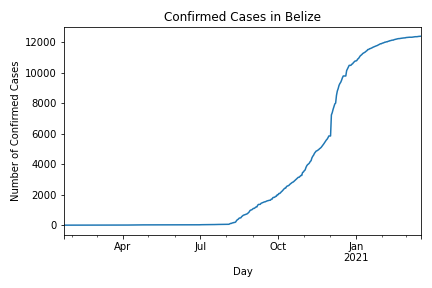 Confirmed Cases in Belize
12000
10000
8000
6000
4000
2000
0
Number of Confirmed Cases
Apr
Jul
Oct
Jan
2021
Day